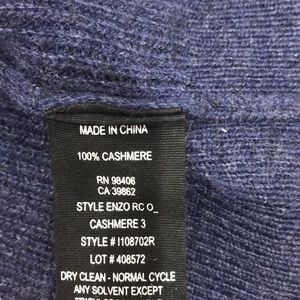 MADE IN CHINA
100% CASHMERE
RN 98406
CA 39862
STYLE ENZO RC O_
CASHMERE 3
STYLE # I108702R
LOT # 408572
DRY CLEAN - NORMAL CYCLE
ANY SOLVENT EXCEPT